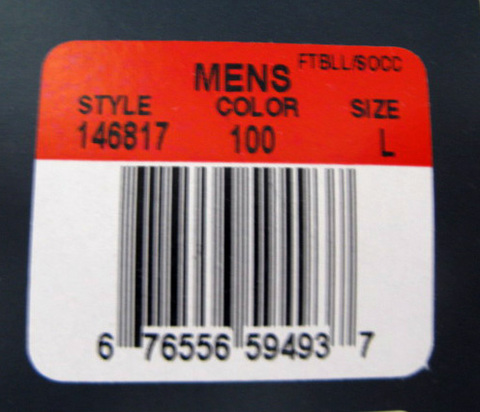 MENS FTBLL/SOCC
STYLE COLOR SIZE
146817 100 L
6 76556 59493 7